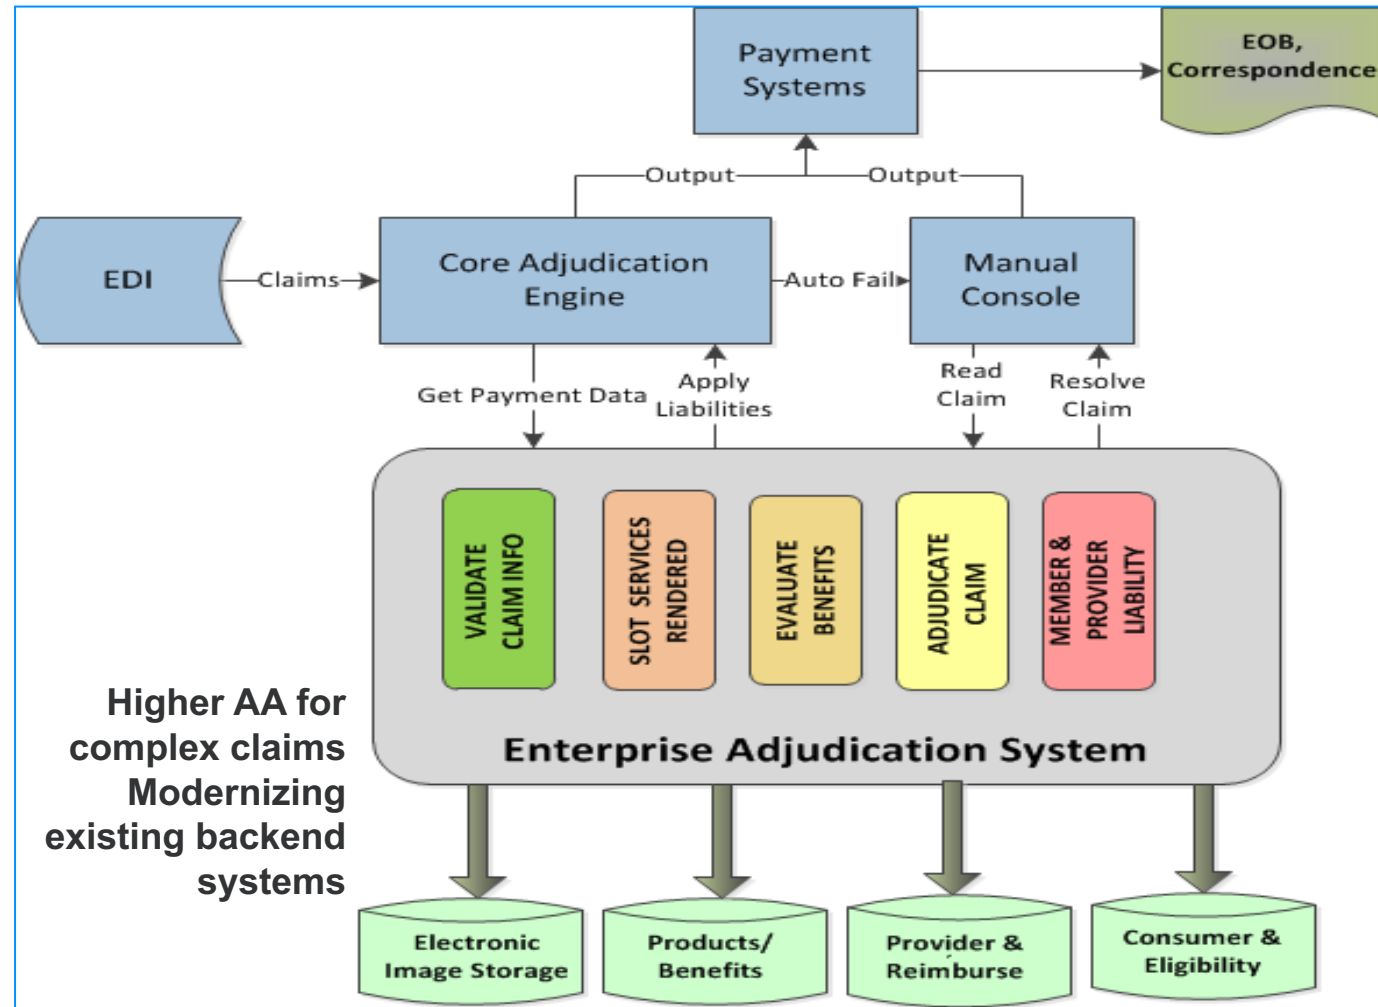 Payment
Systems
EOB,
Correspondence
Output
Output
EDI
Claims
Core Adjudication
Engine
Auto Fail
Manual
Console
Get Payment Data
Apply
Liabilities
Read
Claim
Resolve
Claim
VALIDATE
CLAIM INFO
SLOT SERVICES
RENDERED
EVALUATE
BENEFITS
ADJUDICATE
CLAIM
MEMBER &
PROVIDER
LIABILITY
Enterprise Adjudication System
Higher AA for
complex claims
Modernizing
existing backend
systems
Electronic
Image Storage
Products/
Benefits
Provider &
Reimburse
Consumer &
Eligibility